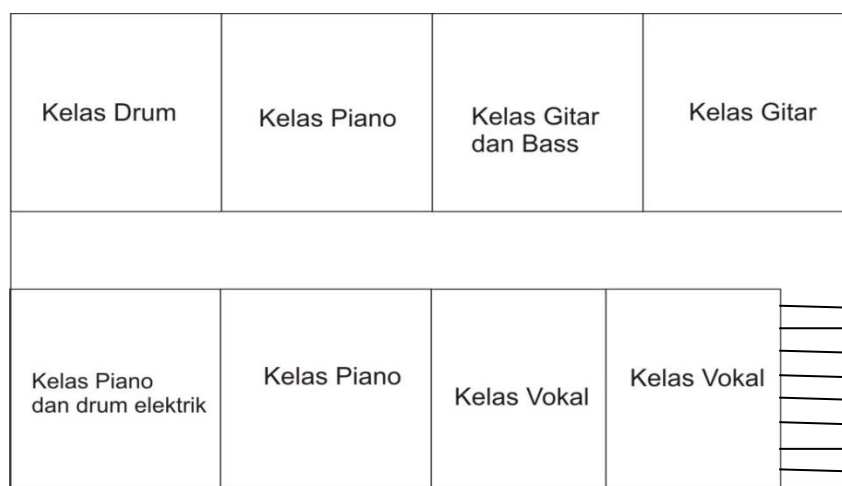 Kelas Drum
Kelas Piano
Kelas Gitar
dan Bass
Kelas Gitar
Kelas Piano
dan drum elektrik
Kelas Piano
Kelas Vokal
Kelas Vokal